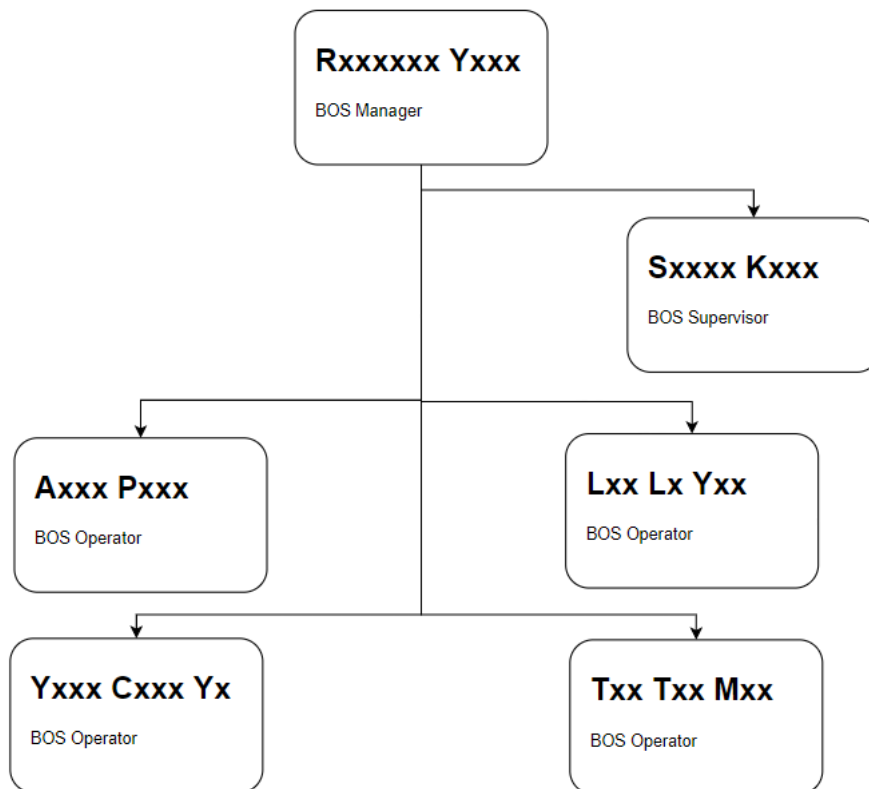 Rxxxxxx Yxxx
BOS Manager
Sxxxx Kxxx
BOS Supervisor
Axxx Pxxx
BOS Operator
Lxx Lx Yxx
BOS Operator
Yxxx Cxxx Yx
BOS Operator
Txx Txx Mxx
BOS Operator